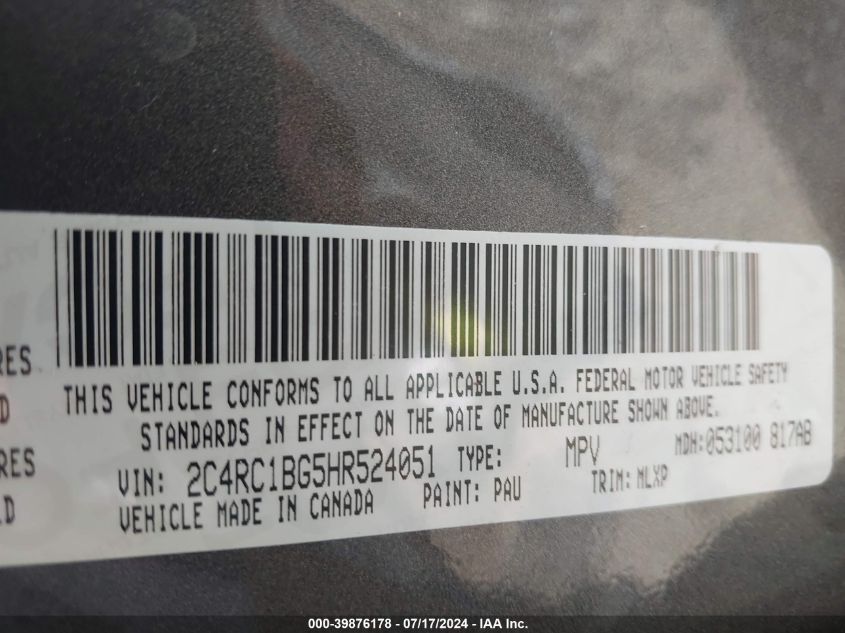 RES
D
RES
LD
THIS VEHICLE CONFORMS TO ALL APPLICABLE U.S.A. FEDERAL MOTOR VEHICLE SAFETY
STANDARDS IN EFFECT ON THE DATE OF MANUFACTURE SHOWN ABOVE.
VIN: 2C4RC1BG5HR524051 TYPE: MPV MDH:053100 817AB
VEHICLE MADE IN CANADA PAINT: PAU TRIM: MLXP
000-39876178 - 07/17/2024 - IAA Inc.